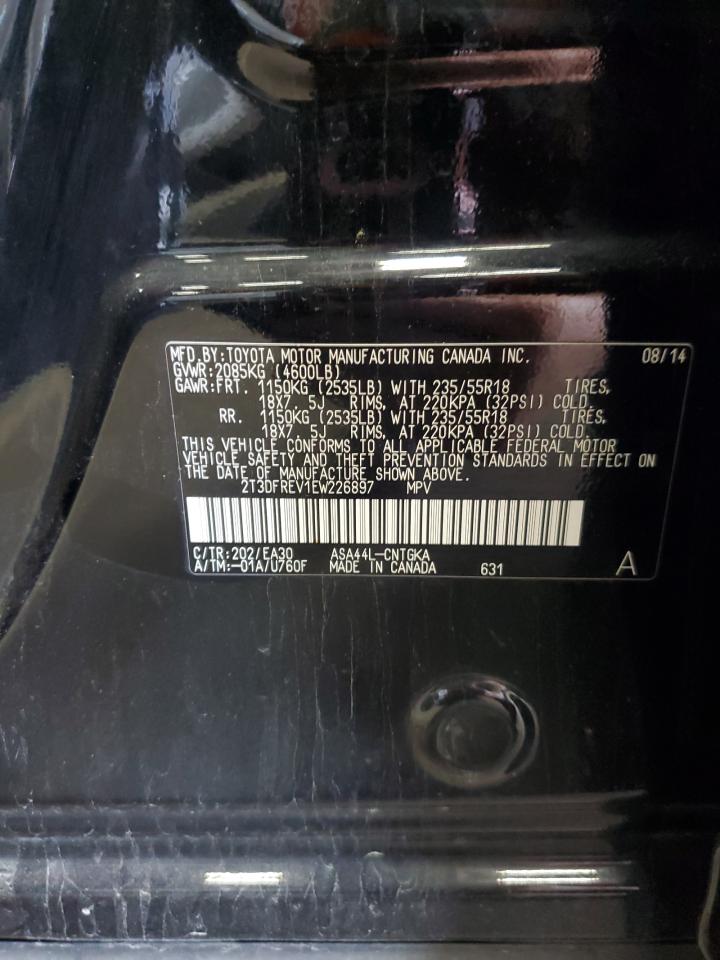 MFD.BY:TOYOTA MOTOR MANUFACTURING CANADA INC. 08/14
GVWR:2085KG (4600LB)
GAWR:FRT. 1150KG (2535LB) WITH 235/55R18 TIRES,
18X7 5J RIMS, AT 220KPA (32PSI) COLD.
RR. 1150KG (2535LB) WITH 235/55R18 TIRES,
18X7 5J RIMS, AT 220KPA (32PSI) COLD.
THIS VEHICLE CONFORMS TO ALL APPLICABLE FEDERAL MOTOR
VEHICLE SAFETY AND THEFT PREVENTION STANDARDS IN EFFECT ON
THE DATE OF MANUFACTURE SHOWN ABOVE.
2T3DFREV1EW226897 MPV
C/TR:202/EA30 ASA44L-CNTGKA
A/TM:-01A/U760F MADE IN CANADA 631 A